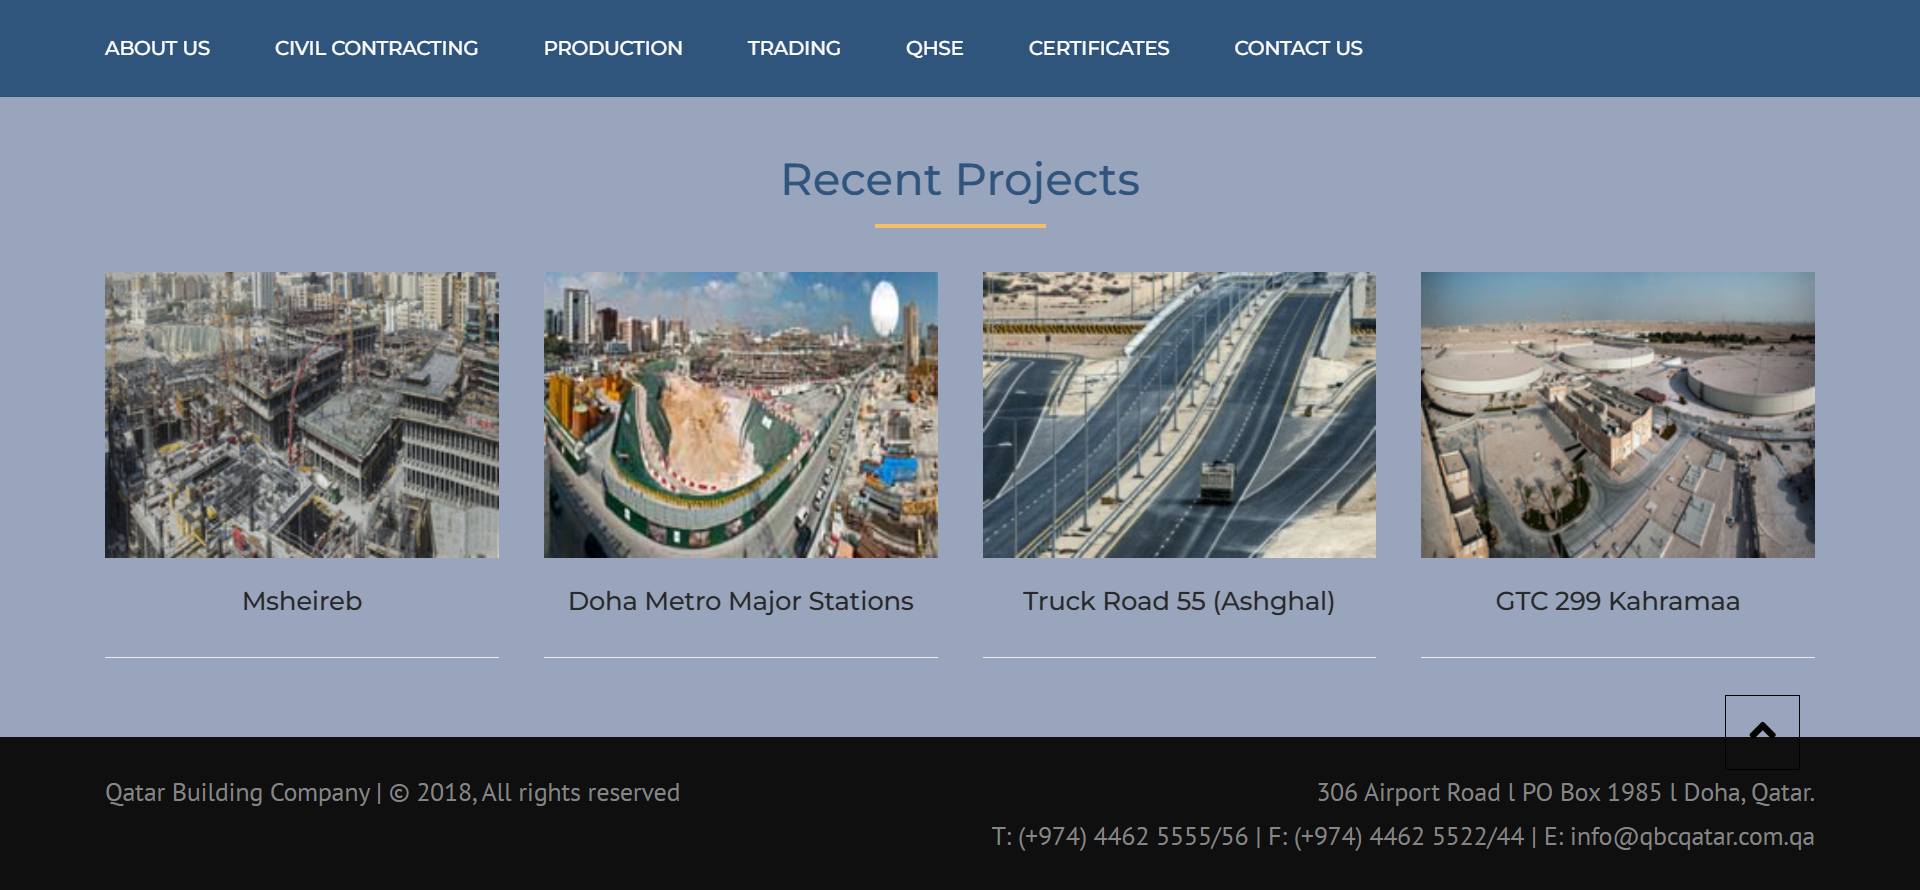 ABOUT US
CIVIL CONTRACTING
PRODUCTION
TRADING
QHSE
CERTIFICATES
CONTACT US
Recent Projects
Msheireb
Doha Metro Major Stations
Truck Road 55 (Ashghal)
GTC 299 Kahramaa
Qatar Building Company | © 2018, All rights reserved
306 Airport Road l PO Box 1985 l Doha, Qatar.
T: (+974) 4462 5555/56 | F: (+974) 4462 5522/44 | E: info@qbcqatar.com.qa